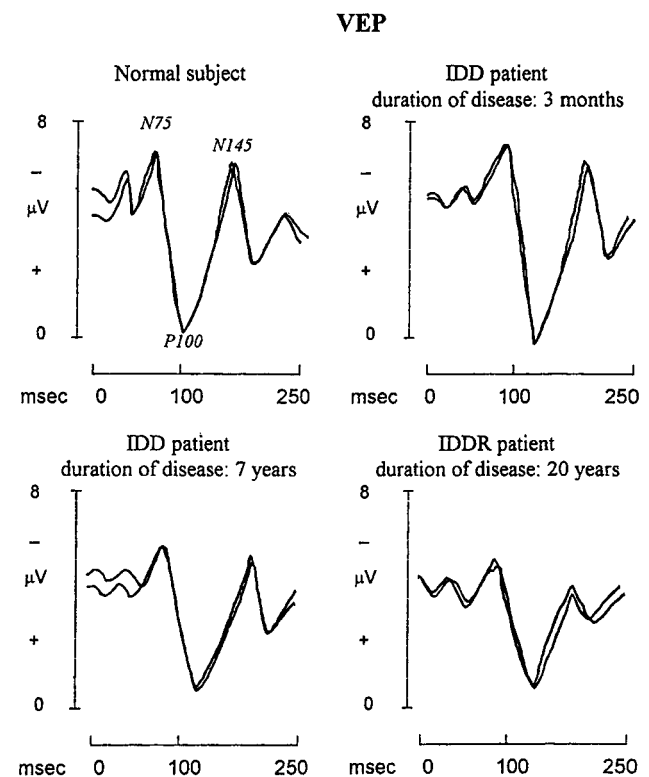 VEP
Normal subject
8
N75
N145
–
μV
+
0
P100
msec 0 100 250
IDD patient
duration of disease: 3 months
8
–
μV
+
0
msec 0 100 250
IDD patient
duration of disease: 7 years
8
–
μV
+
0
msec 0 100 250
IDDR patient
duration of disease: 20 years
8
–
μV
+
0
msec 0 100 250